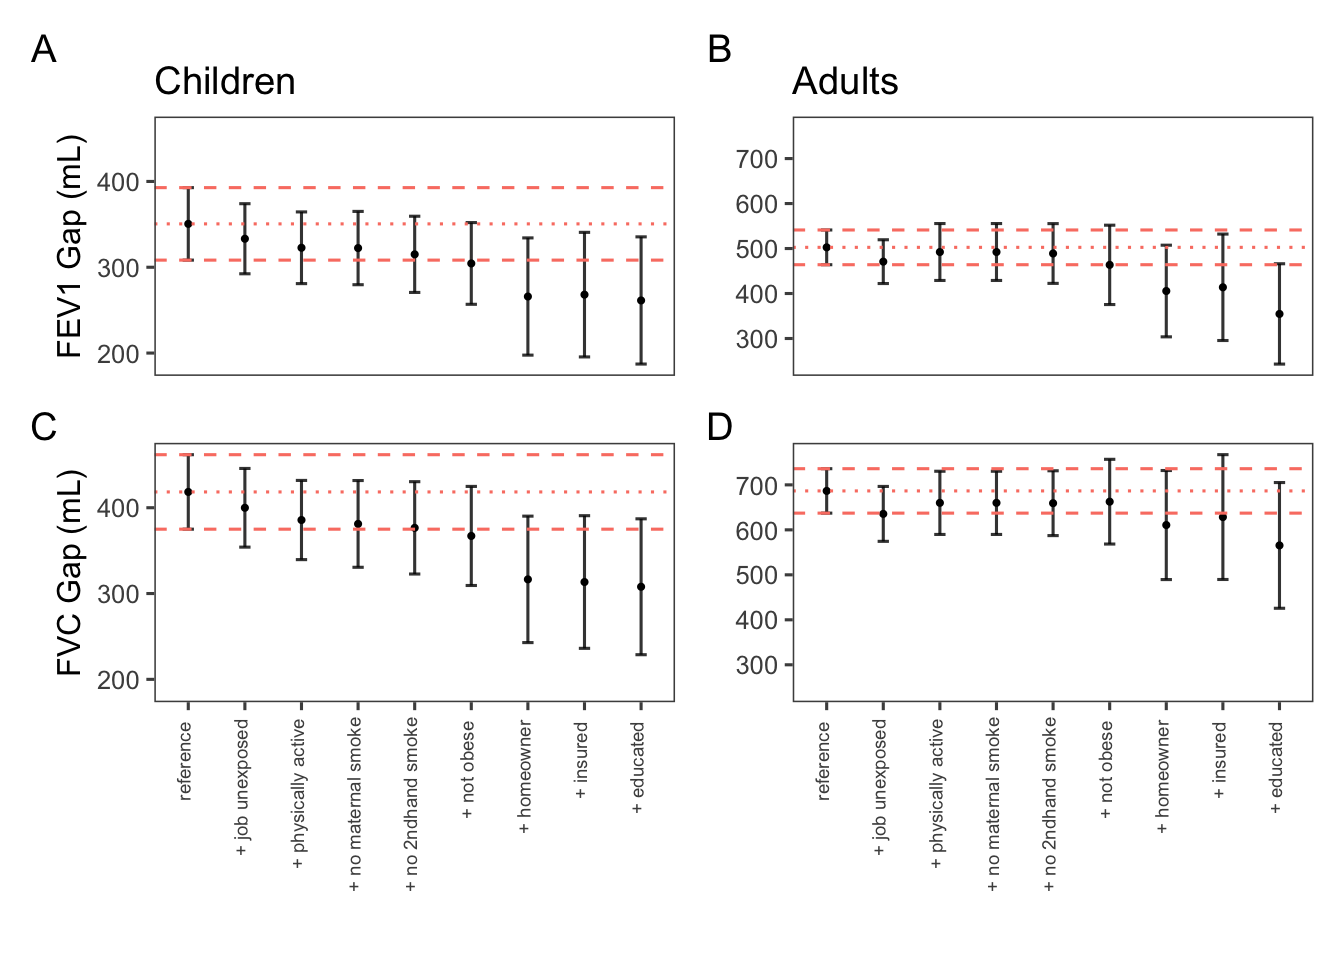 A
Children
FEV1 Gap (mL)
400
300
200
B
Adults
700
600
500
400
300
C
FVC Gap (mL)
400
300
200
reference
+ job unexposed
+ physically active
+ no maternal smoke
+ no 2ndhand smoke
+ not obese
+ homeowner
+ insured
+ educated
D
700
600
500
400
300
reference
+ job unexposed
+ physically active
+ no maternal smoke
+ no 2ndhand smoke
+ not obese
+ homeowner
+ insured
+ educated